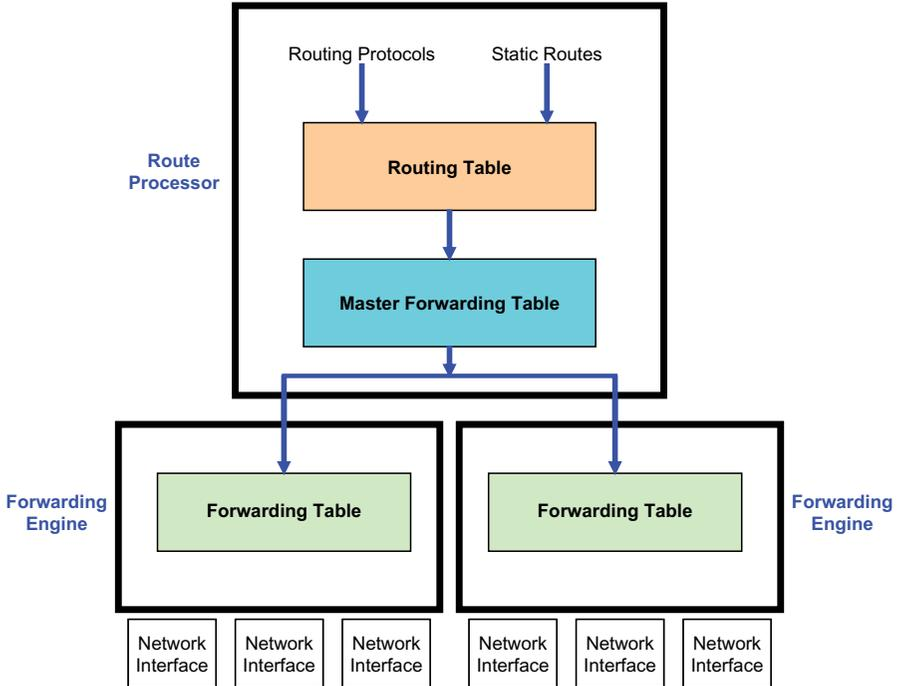 Routing Protocols
Static Routes
Route
Processor
Routing Table
Master Forwarding Table
Forwarding
Engine
Forwarding Table
Forwarding Table
Forwarding
Engine
Network
Interface
Network
Interface
Network
Interface
Network
Interface
Network
Interface
Network
Interface